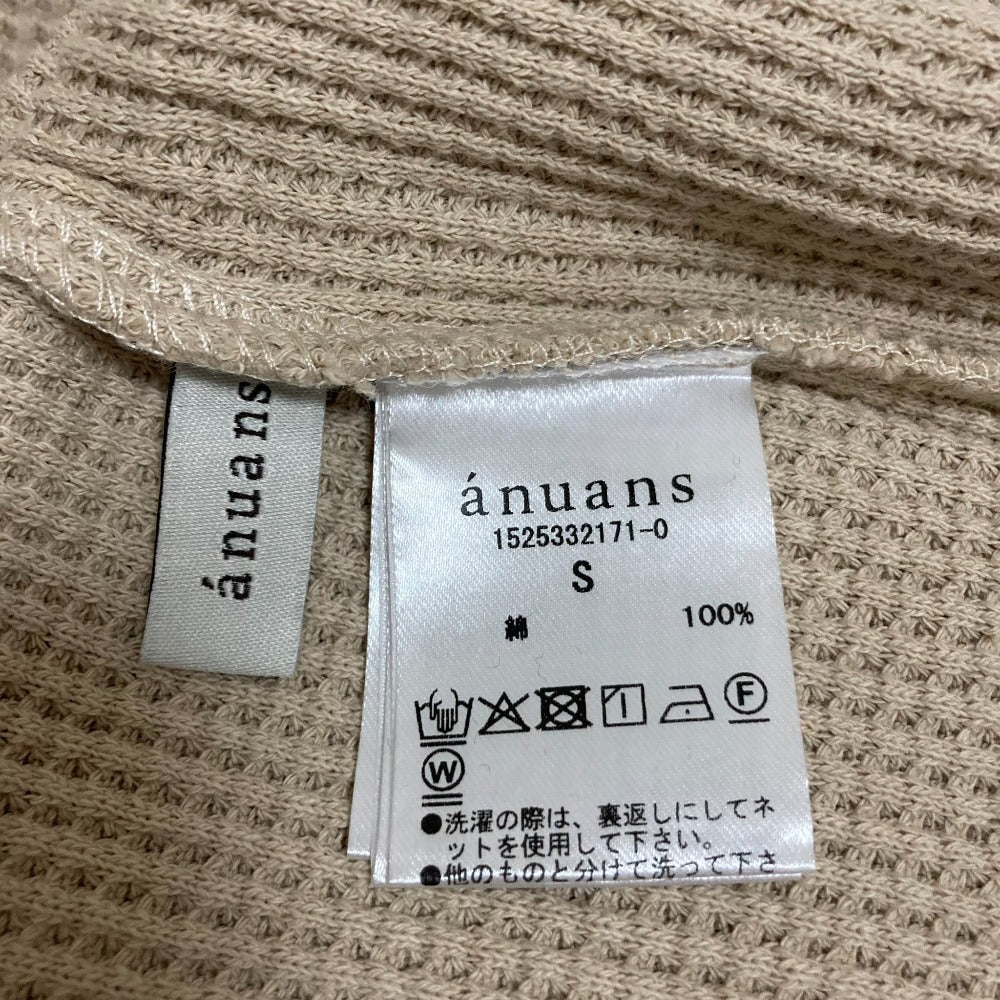 ánuans
ánuans
1525332171-0
S
綿 100%
F
W
●洗濯の際は、裏返しにしてネ
ットを使用して下さい。
●他のものと分けて洗って下さ